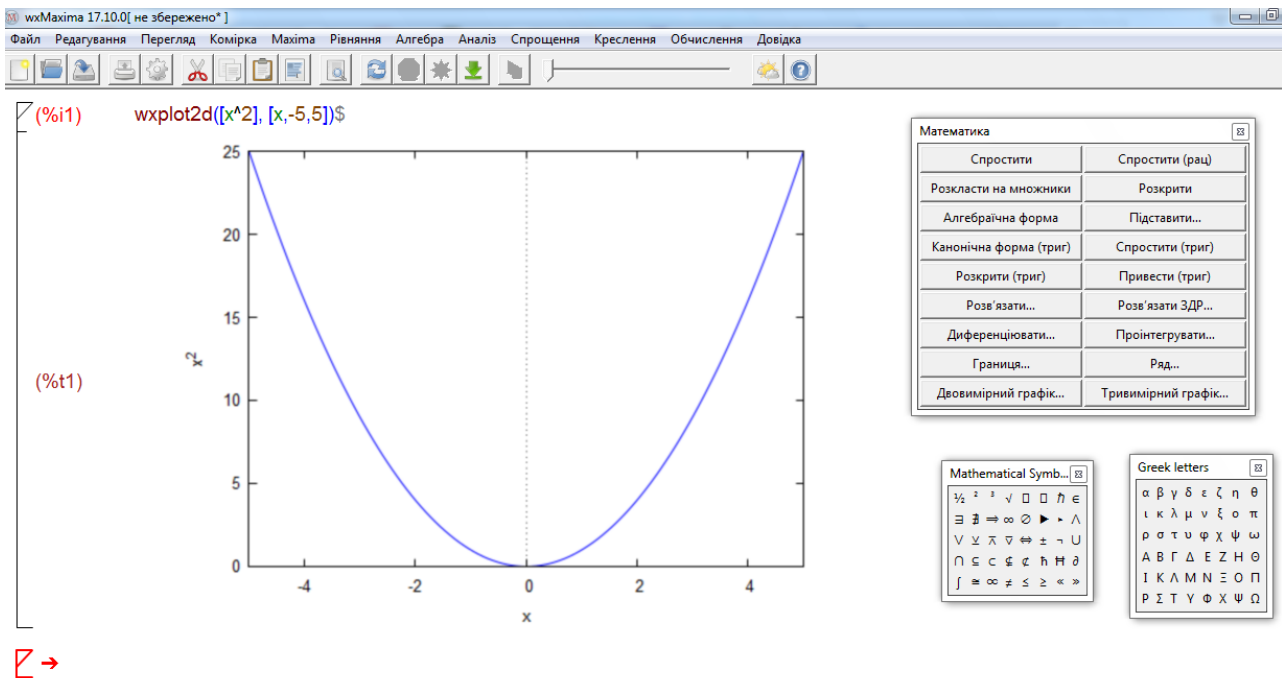 wxMaxima 17.10.0[ не збережено* ]
Файл Редагування Перегляд Комірка Maxima Рівняння Алгебра Аналіз Спрощення Креслення Обчислення Довідка
(%i1) wxplot2d([x^2], [x,-5,5])$
25
20
15
10
5
0
x²
-4 -2 0 2 4
x
(%t1)
Математика
Спростити Спростити (рац)
Розкласти на множники Розкрити
Алгебраїчна форма Підставити...
Канонічна форма (триг) Спростити (триг)
Розкрити (триг) Привести (триг)
Розв'язати... Розв'язати ЗДР...
Диференціювати... Проінтегрувати...
Границя... Ряд...
Двовимірний графік... Тривимірний графік...
Mathematical Symb...
½ ² ³ √ ℏ ∈
∃ ∄ ⇒ ∞ ∅ ▶ ▸ ∧
∨ ⊻ ⊼ ⊽ ⇔ ± ¬ ∪
∩ ⊆ ⊂ ⊈ ⊄ ħ Ħ ∂
∫ ≅ ∝ ≠ ≤ ≥ « »
Greek letters
α β γ δ ε ζ η θ
ι κ λ μ ν ξ ο π
ρ σ τ υ φ χ ψ ω
Α Β Γ Δ Ε Ζ Η Θ
Ι Κ Λ Μ Ν Ξ Ο Π
Ρ Σ Τ Υ Φ Χ Ψ Ω